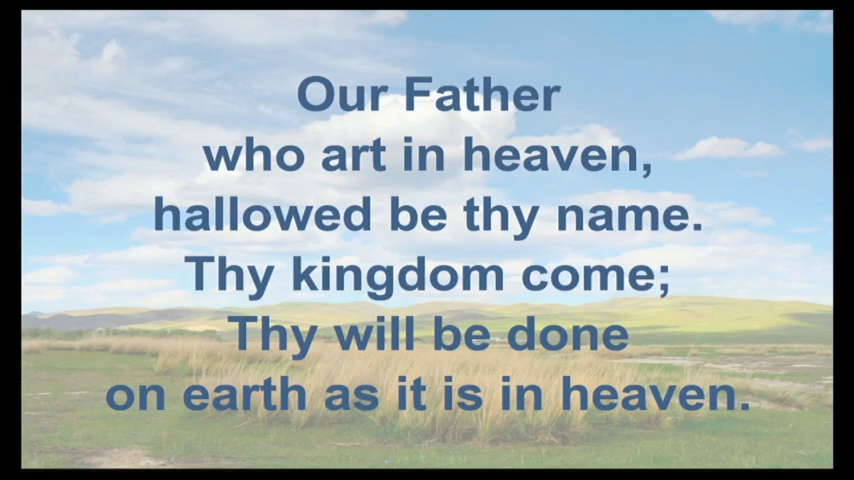 Our Father
who art in heaven,
hallowed be thy name.
Thy kingdom come;
Thy will be done
on earth as it is in heaven.